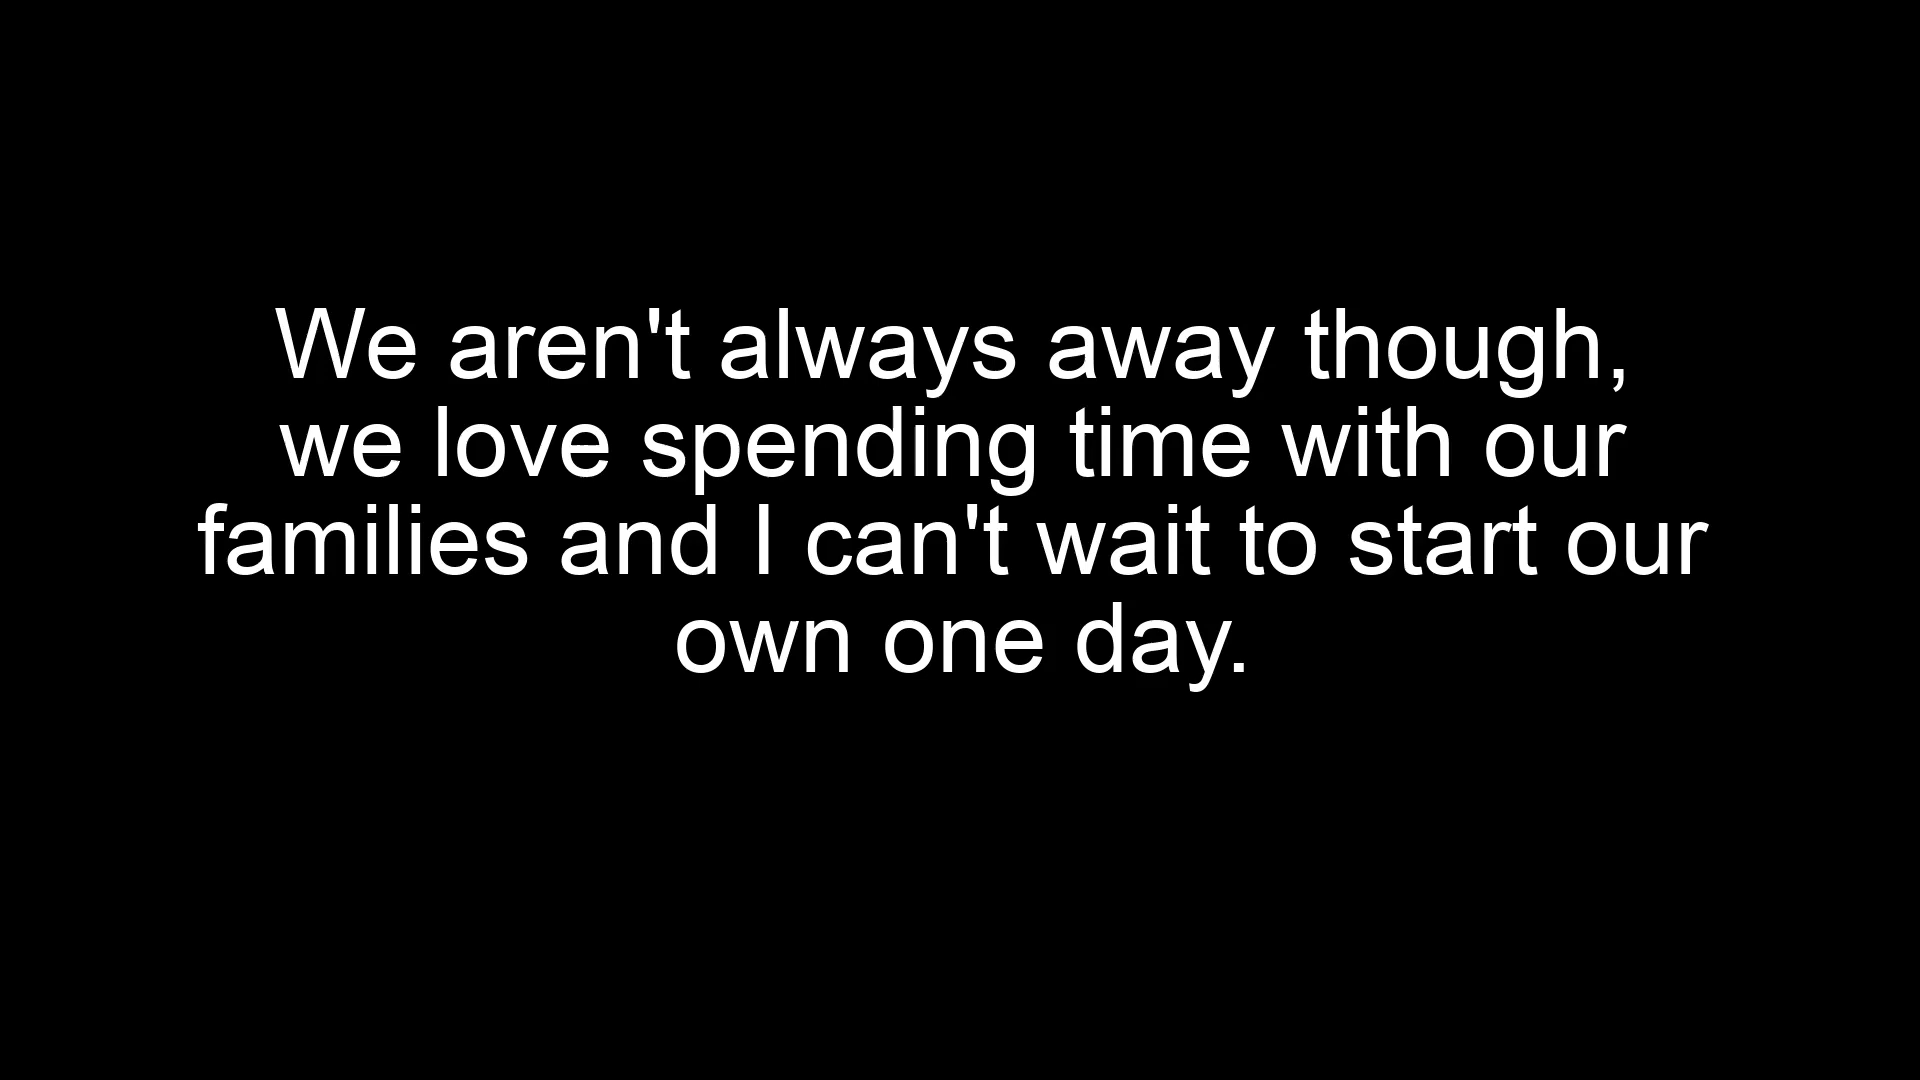 We aren't always away though,
we love spending time with our
families and I can't wait to start our
own one day.